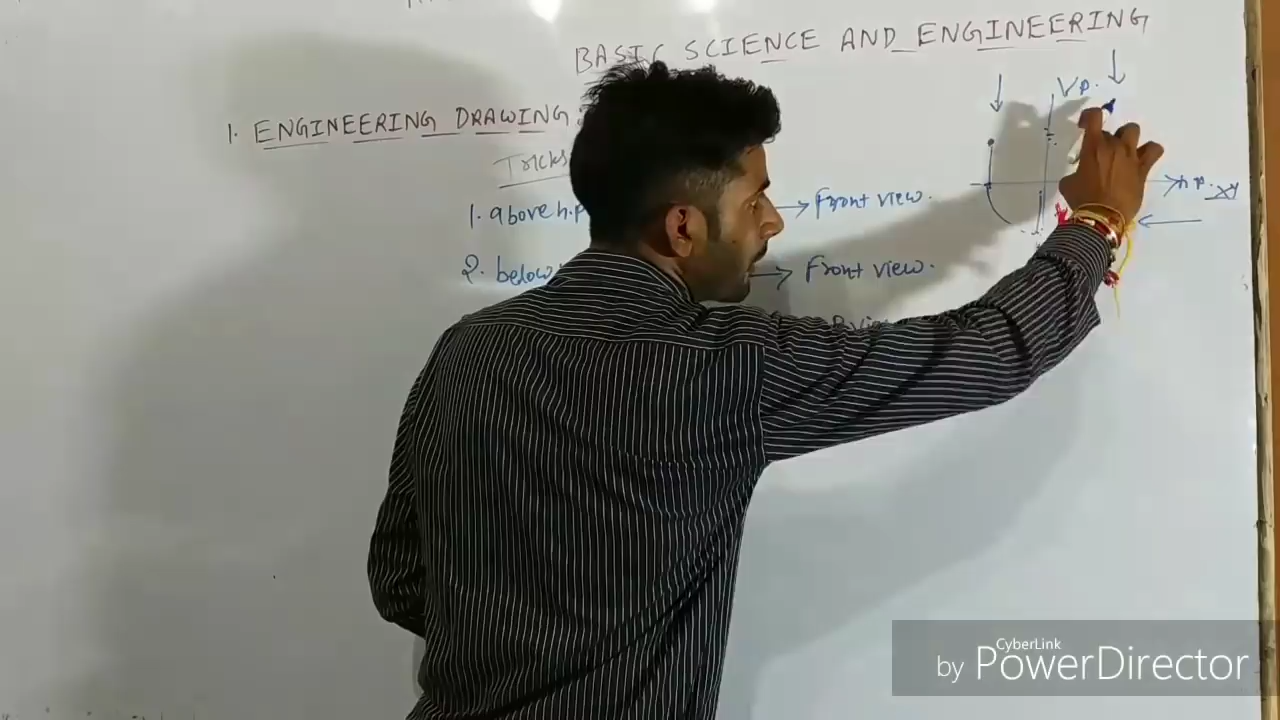 BASIC SCIENCE AND ENGINEERING
1. ENGINEERING DRAWING:
Tricks
V.P.
1. above h.p → Front view.
h.p. xy
2. below → Front view.
CyberLink
by PowerDirector